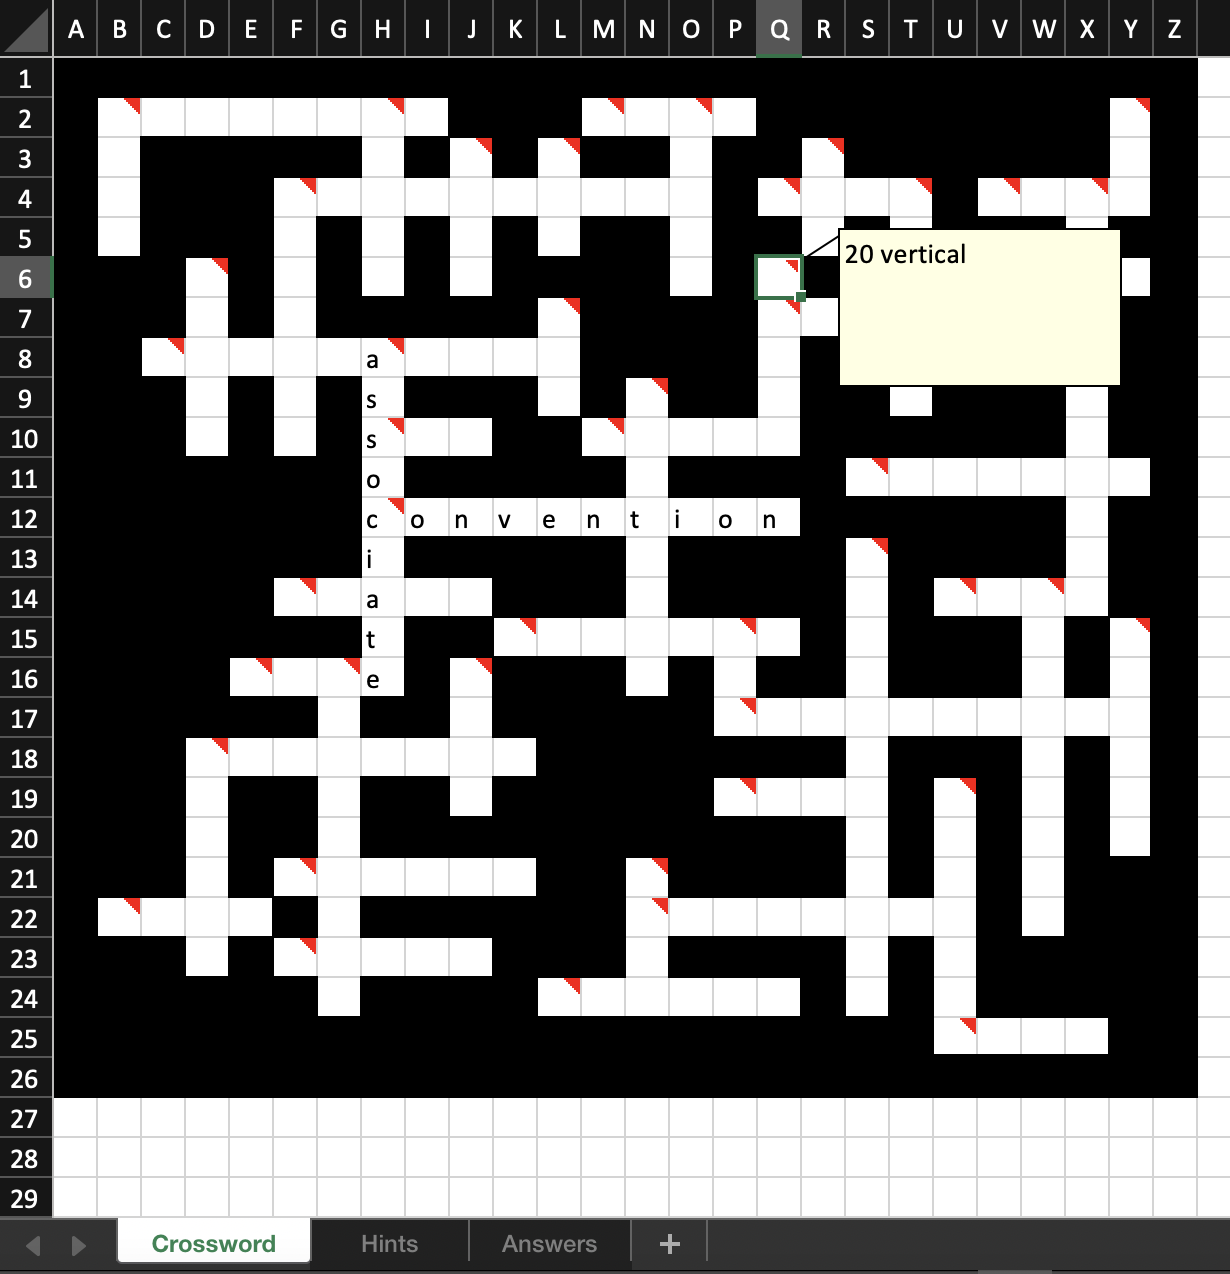 A B C D E F G H I J K L M N O P Q R S T U V W X Y Z
1
2
3
4
5
20 vertical
6
7
8 a
9 s
10 s
11 o
12 c o n v e n t i o n
13 i
14 a
15 t
16 e
17
18
19
20
21
22
23
24
25
26
27
28
29
Crossword Hints Answers +